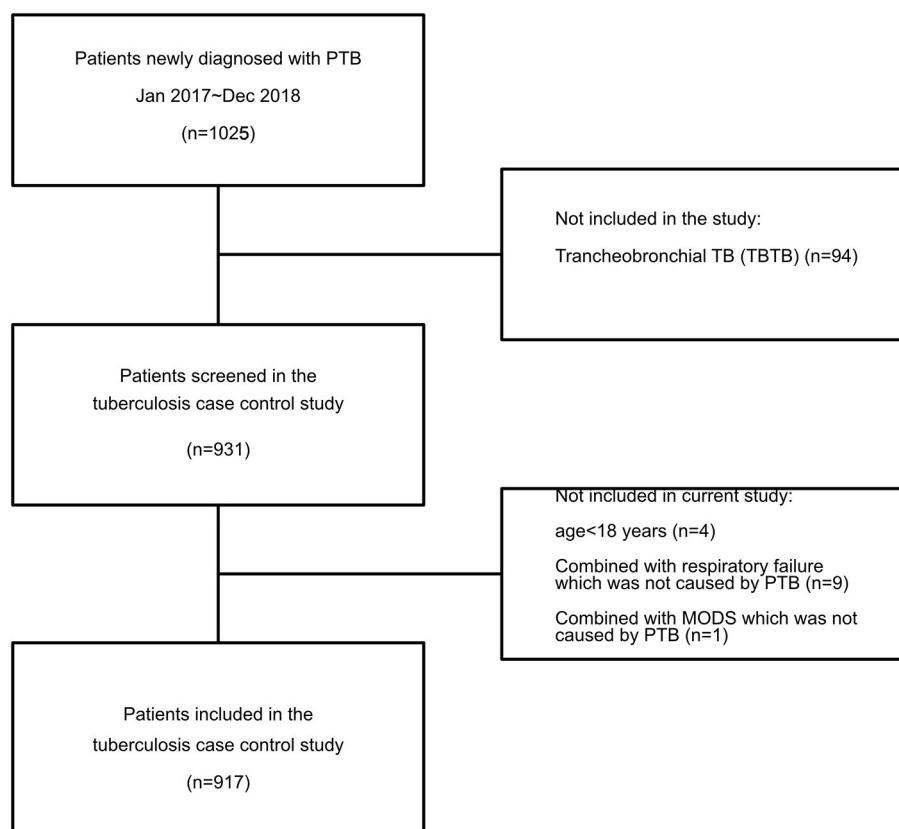 Patients newly diagnosed with PTB
Jan 2017~Dec 2018
(n=1025)
Not included in the study:
Trancheobronchial TB (TBTB) (n=94)
Patients screened in the
tuberculosis case control study
(n=931)
Not included in current study:
age<18 years (n=4)
Combined with respiratory failure
which was not caused by PTB (n=9)
Combined with MODS which was not
caused by PTB (n=1)
Patients included in the
tuberculosis case control study
(n=917)